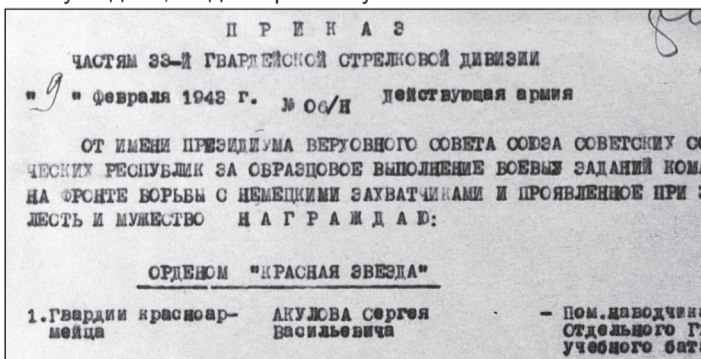 П Р И К А З
ЧАСТЯМ 33-Й ГВАРДЕЙСКОЙ СТРЕЛКОВОЙ ДИВИЗИИ
"9" февраля 1943 г. № 06/Н действующая армия
ОТ ИМЕНИ ПРЕЗИДИУМА ВЕРХОВНОГО СОВЕТА СОЮЗА СОВЕТСКИХ СО
ЧЕСКИХ РЕСПУБЛИК ЗА ОБРАЗЦОВОЕ ВЫПОЛНЕНИЕ БОЕВЫХ ЗАДАНИЙ КОМА
НА ФРОНТЕ БОРЬБЫ С НЕМЕЦКИМИ ЗАХВАТЧИКАМИ И ПРОЯВЛЕННОЕ ПРИ
ЛЕСТЬ И МУЖЕСТВО Н А Г Р А Ж Д А Ю:
ОРДЕНОМ "КРАСНАЯ ЗВЕЗДА"
1. Гвардии красноар- АКУЛОВА Сергея - Пом.наводчика
мейца Васильевича Отдельного Г
учебного бат